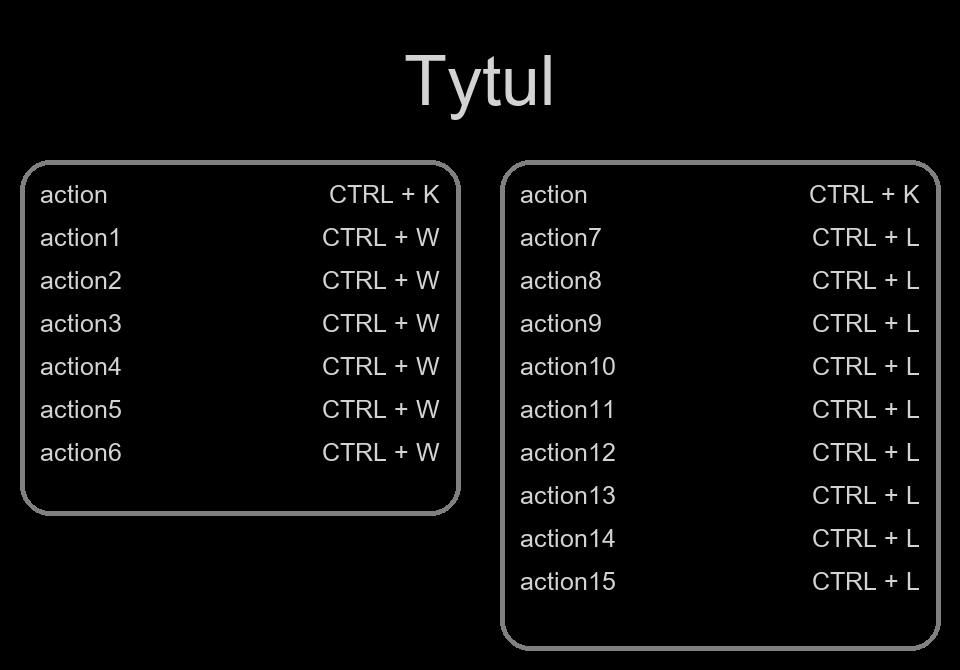 Tytul
action CTRL + K
action1 CTRL + W
action2 CTRL + W
action3 CTRL + W
action4 CTRL + W
action5 CTRL + W
action6 CTRL + W
action CTRL + K
action7 CTRL + L
action8 CTRL + L
action9 CTRL + L
action10 CTRL + L
action11 CTRL + L
action12 CTRL + L
action13 CTRL + L
action14 CTRL + L
action15 CTRL + L